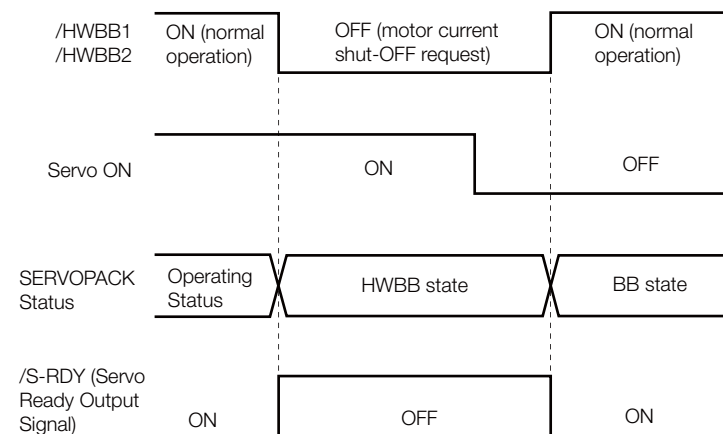 /HWBB1
/HWBB2
ON (normal
operation)
OFF (motor current
shut-OFF request)
ON (normal
operation)
Servo ON
ON
OFF
SERVOPACK
Status
Operating
Status
HWBB state
BB state
/S-RDY (Servo
Ready Output
Signal)
ON
OFF
ON